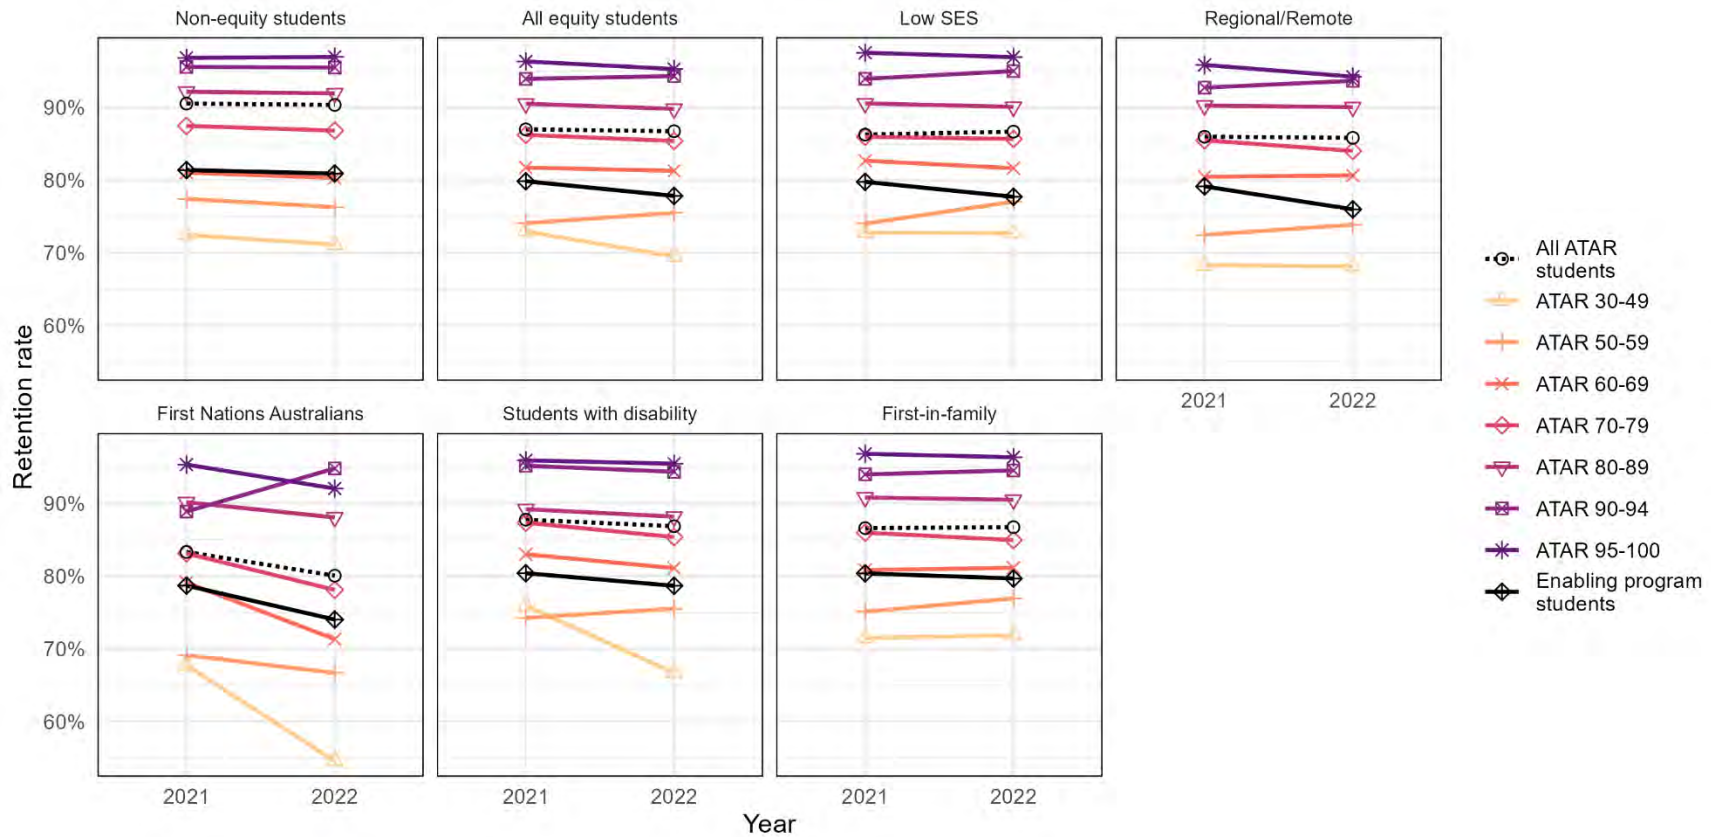 Non-equity students
All equity students
Low SES
Regional/Remote
90%
80%
70%
60%
2021
2022
First Nations Australians
Students with disability
First-in-family
90%
80%
70%
60%
2021
2022
2021
2022
2021
2022
Retention rate
Year
All ATAR
students
ATAR 30-49
ATAR 50-59
ATAR 60-69
ATAR 70-79
ATAR 80-89
ATAR 90-94
ATAR 95-100
Enabling program
students